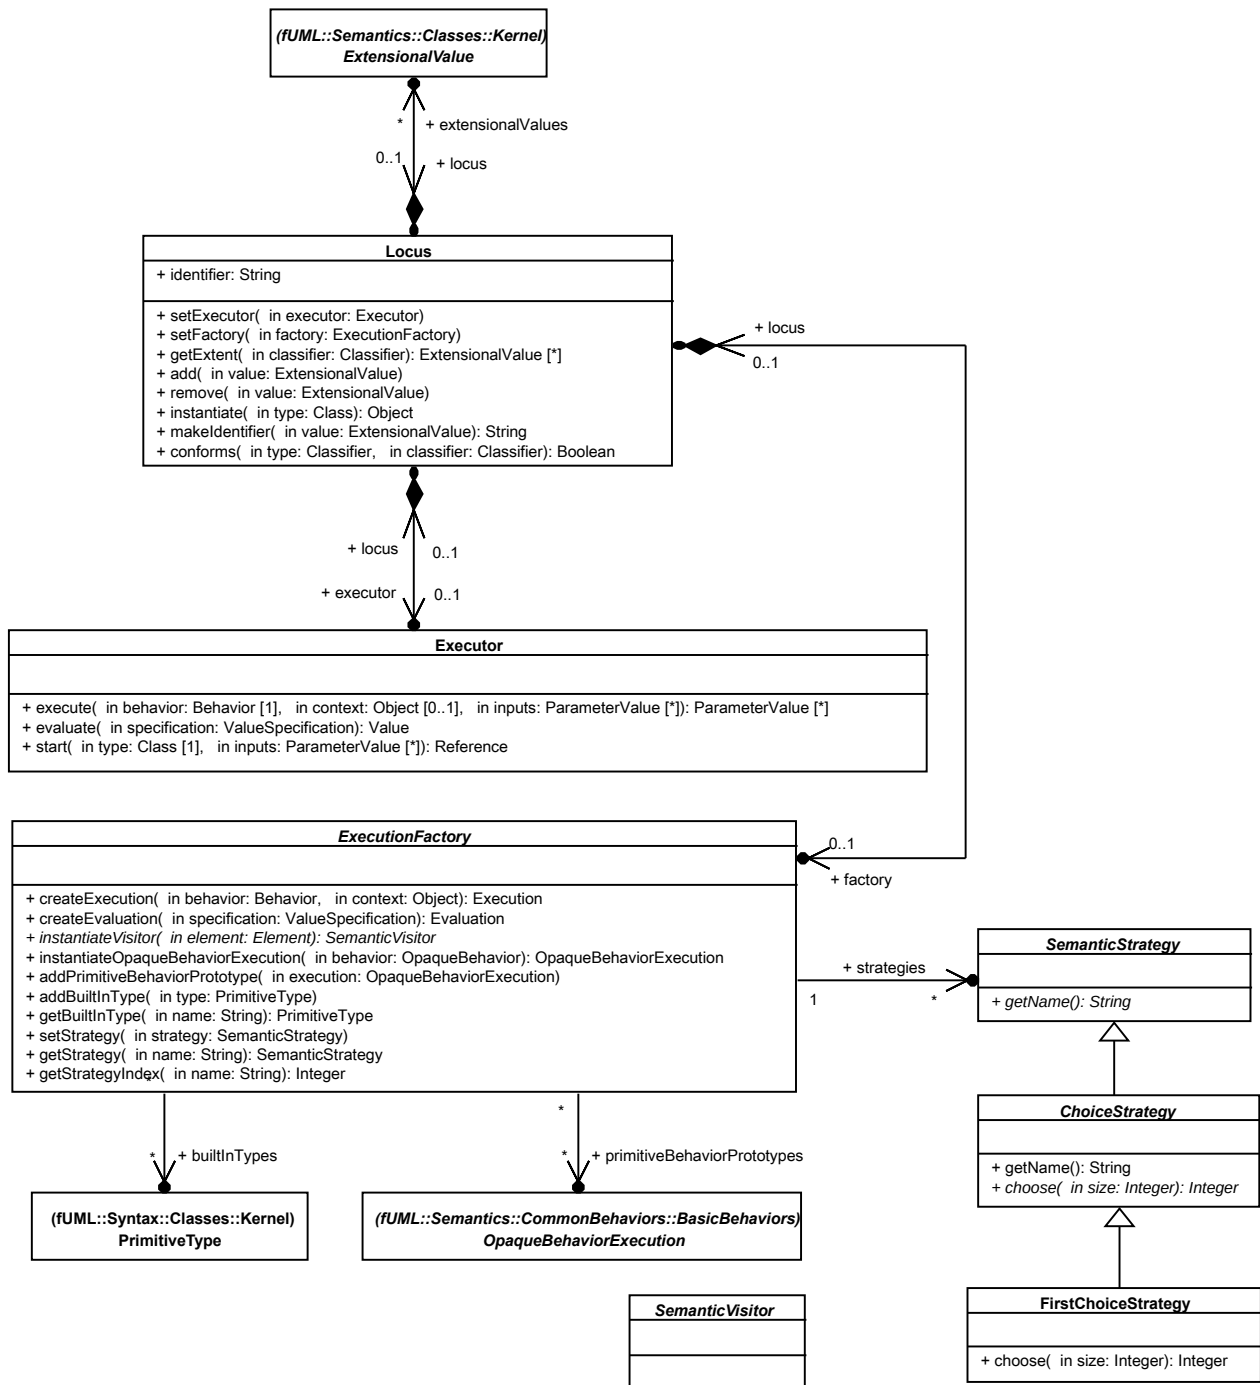 (fUML::Semantics::Classes::Kernel)
ExtensionalValue
*
+ extensionalValues
0..1
+ locus
Locus
+ identifier: String
+ setExecutor( in executor: Executor)
+ setFactory( in factory: ExecutionFactory)
+ getExtent( in classifier: Classifier): ExtensionalValue [*]
+ add( in value: ExtensionalValue)
+ remove( in value: ExtensionalValue)
+ instantiate( in type: Class): Object
+ makeIdentifier( in value: ExtensionalValue): String
+ conforms( in type: Classifier, in classifier: Classifier): Boolean
+ locus
0..1
+ locus
0..1
+ executor
0..1
Executor
+ execute( in behavior: Behavior [1], in context: Object [0..1], in inputs: ParameterValue [*]): ParameterValue [*]
+ evaluate( in specification: ValueSpecification): Value
+ start( in type: Class [1], in inputs: ParameterValue [*]): Reference
ExecutionFactory
+ createExecution( in behavior: Behavior, in context: Object): Execution
+ createEvaluation( in specification: ValueSpecification): Evaluation
+ instantiateVisitor( in element: Element): SemanticVisitor
+ instantiateOpaqueBehaviorExecution( in behavior: OpaqueBehavior): OpaqueBehaviorExecution
+ addPrimitiveBehaviorPrototype( in execution: OpaqueBehaviorExecution)
+ addBuiltInType( in type: PrimitiveType)
+ getBuiltInType( in name: String): PrimitiveType
+ setStrategy( in strategy: SemanticStrategy)
+ getStrategy( in name: String): SemanticStrategy
+ getStrategyIndex( in name: String): Integer
0..1
+ factory
+ strategies
1
*
SemanticStrategy
+ getName(): String
ChoiceStrategy
+ getName(): String
+ choose( in size: Integer): Integer
FirstChoiceStrategy
+ choose( in size: Integer): Integer
*
*
+ builtInTypes
*
*
+ primitiveBehaviorPrototypes
(fUML::Syntax::Classes::Kernel)
PrimitiveType
(fUML::Semantics::CommonBehaviors::BasicBehaviors)
OpaqueBehaviorExecution
SemanticVisitor